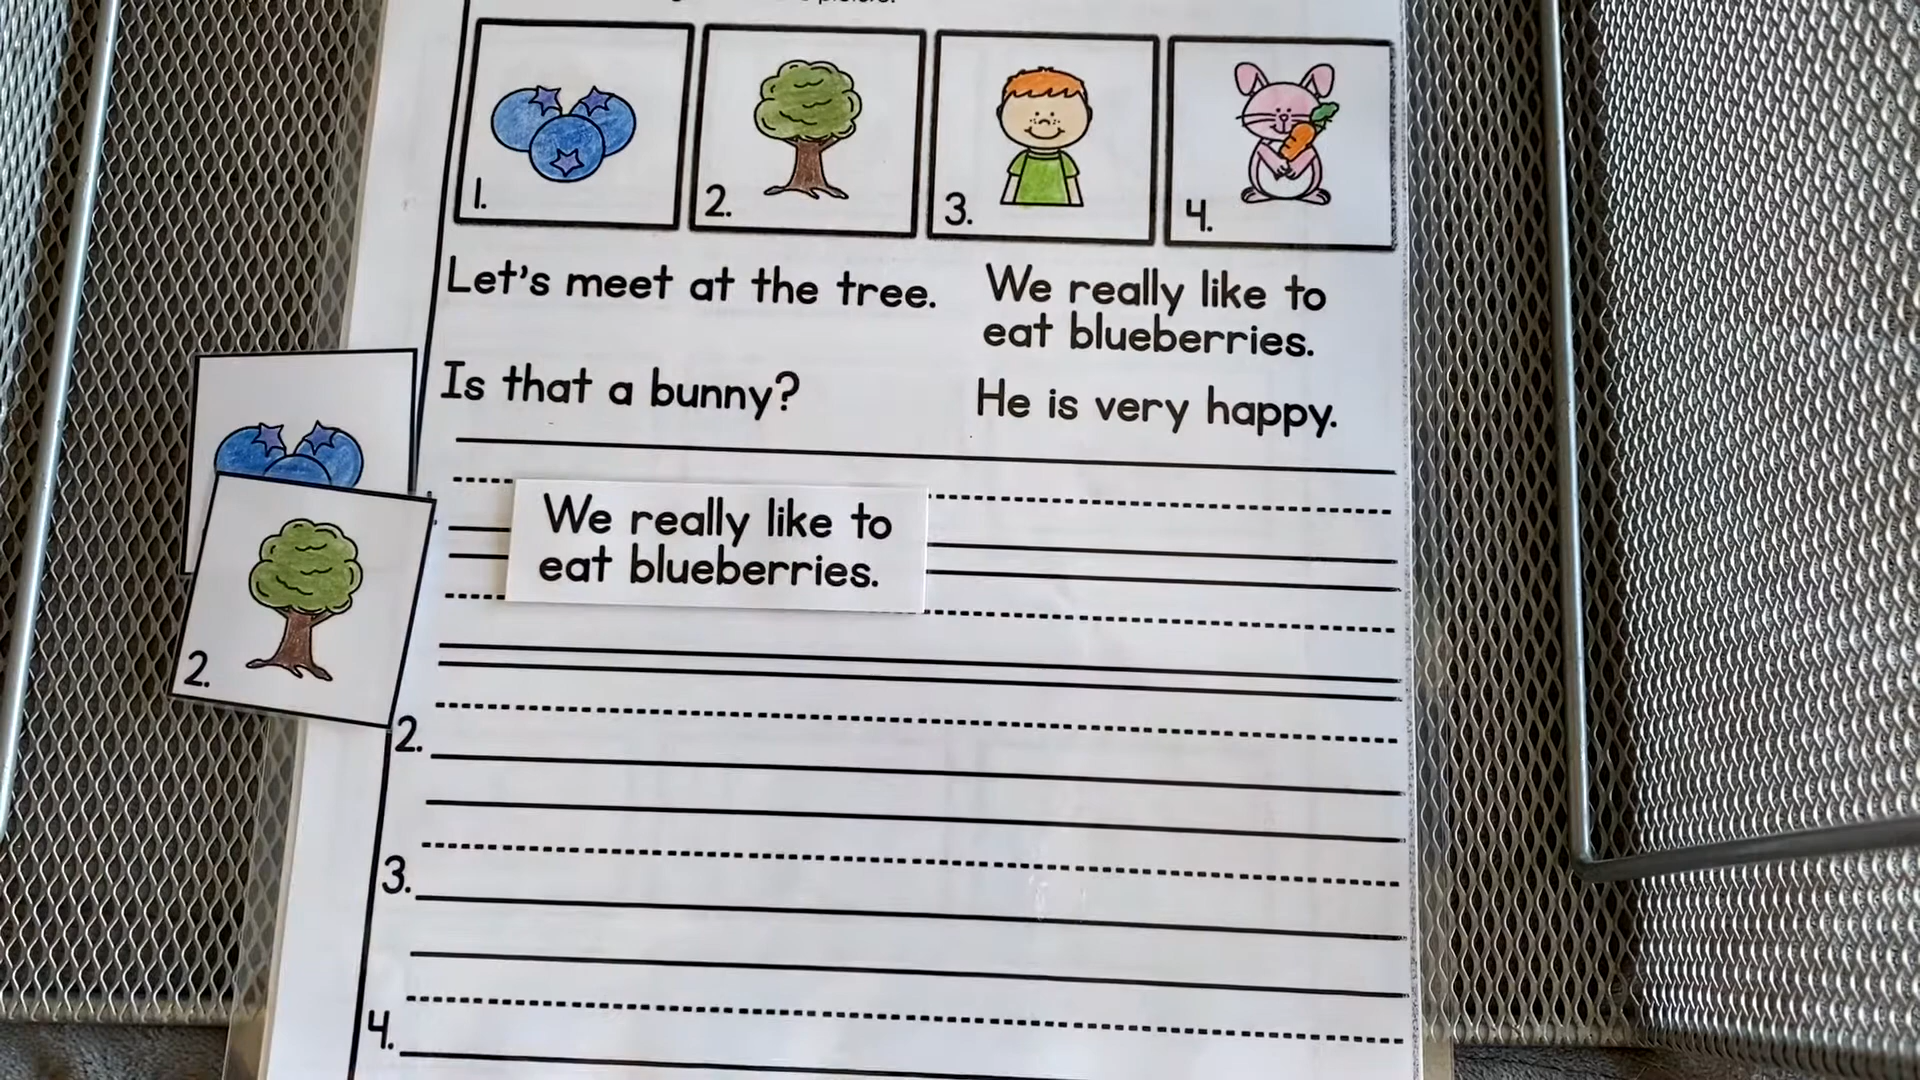 picture.
1.
2.
3.
4.
Let's meet at the tree.
We really like to
eat blueberries.
Is that a bunny?
He is very happy.
We really like to
eat blueberries.
2.
2.
3.
4.